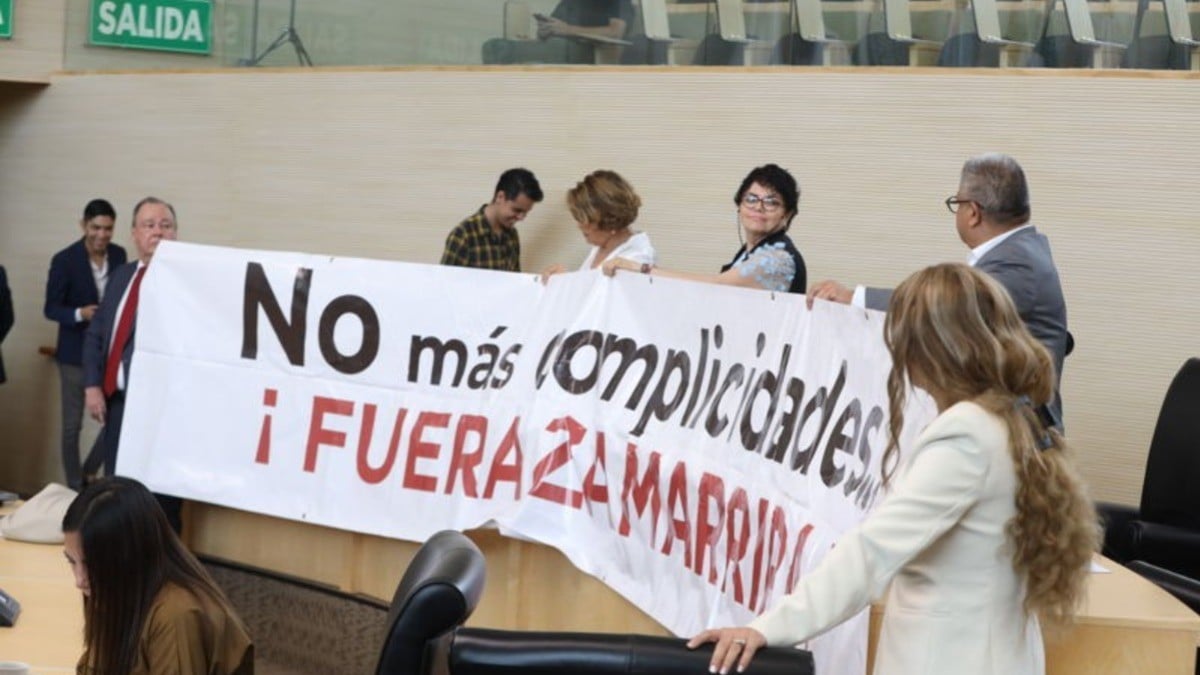 SALIDA
No más complicidades...
¡FUERA ZAMARRIPA